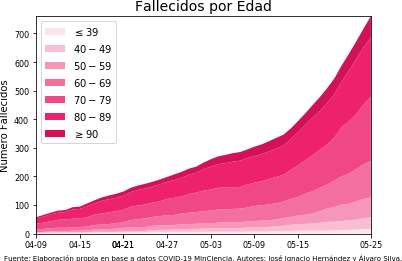 Fallecidos por Edad
Numero Fallecidos
700
600
500
400
300
200
100
0
≤ 39
40 − 49
50 − 59
60 − 69
70 − 79
80 − 89
≥ 90
04-09 04-15 04-21 04-27 05-03 05-09 05-15 05-25
Fuente: Elaboración propia en base a datos COVID-19 MinCiencia. Autores: José Ignacio Hernández y Álvaro Silva.